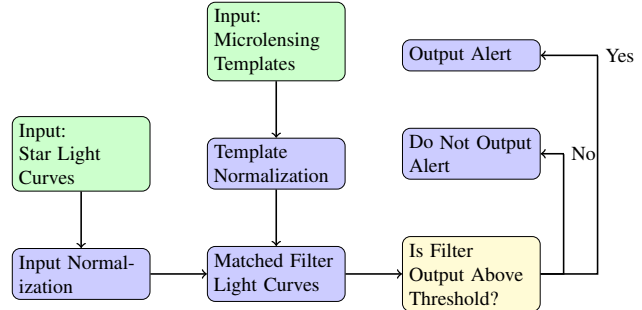 Input:
Microlensing
Templates
Output Alert
Yes
Input:
Star Light
Curves
Template
Normalization
Do Not Output
Alert
No
Input Normal-
ization
Matched Filter
Light Curves
Is Filter
Output Above
Threshold?